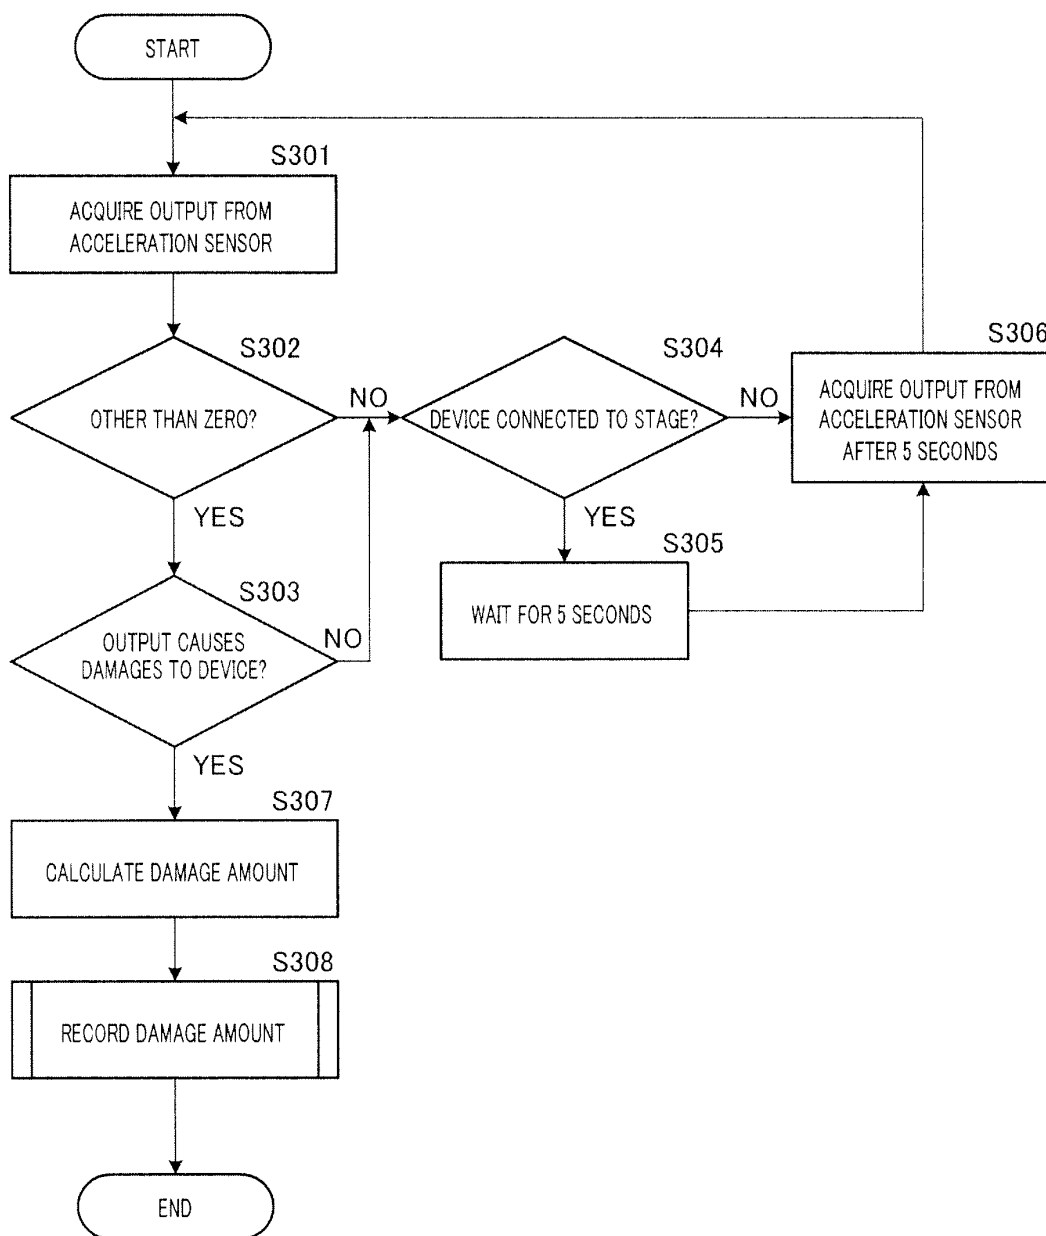 START
S301
ACQUIRE OUTPUT FROM
ACCELERATION SENSOR
S302
OTHER THAN ZERO?
NO
YES
S304
DEVICE CONNECTED TO STAGE?
NO
YES
S306
ACQUIRE OUTPUT FROM
ACCELERATION SENSOR
AFTER 5 SECONDS
S305
WAIT FOR 5 SECONDS
S303
OUTPUT CAUSES
DAMAGES TO DEVICE?
NO
YES
S307
CALCULATE DAMAGE AMOUNT
S308
RECORD DAMAGE AMOUNT
END